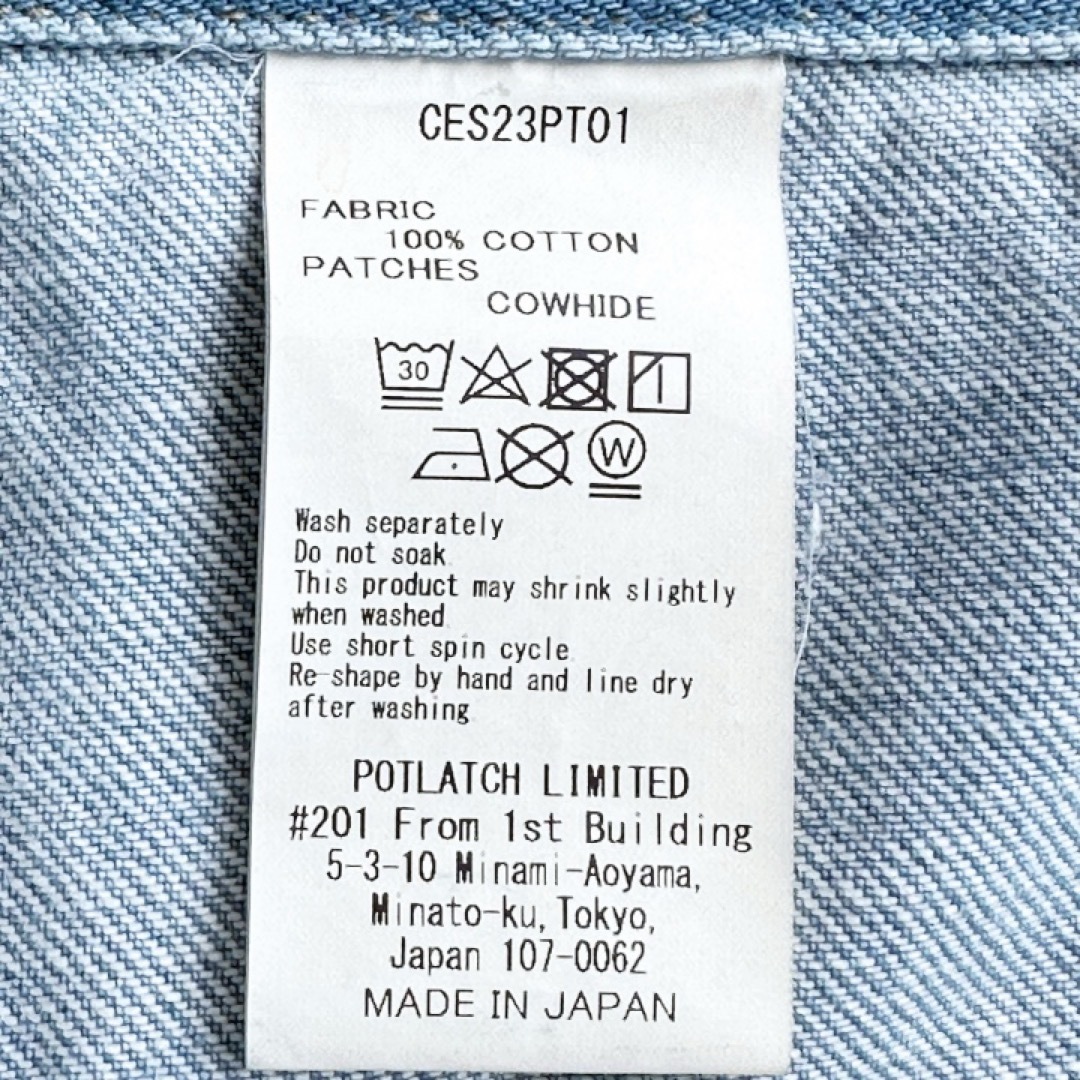 CES23PT01
FABRIC
100% COTTON
PATCHES
COWHIDE
30
W
Wash separately
Do not soak
This product may shrink slightly
when washed
Use short spin cycle
Re-shape by hand and line dry
after washing
POTLATCH LIMITED
#201 From 1st Building
5-3-10 Minami-Aoyama,
Minato-ku, Tokyo,
Japan 107-0062
MADE IN JAPAN